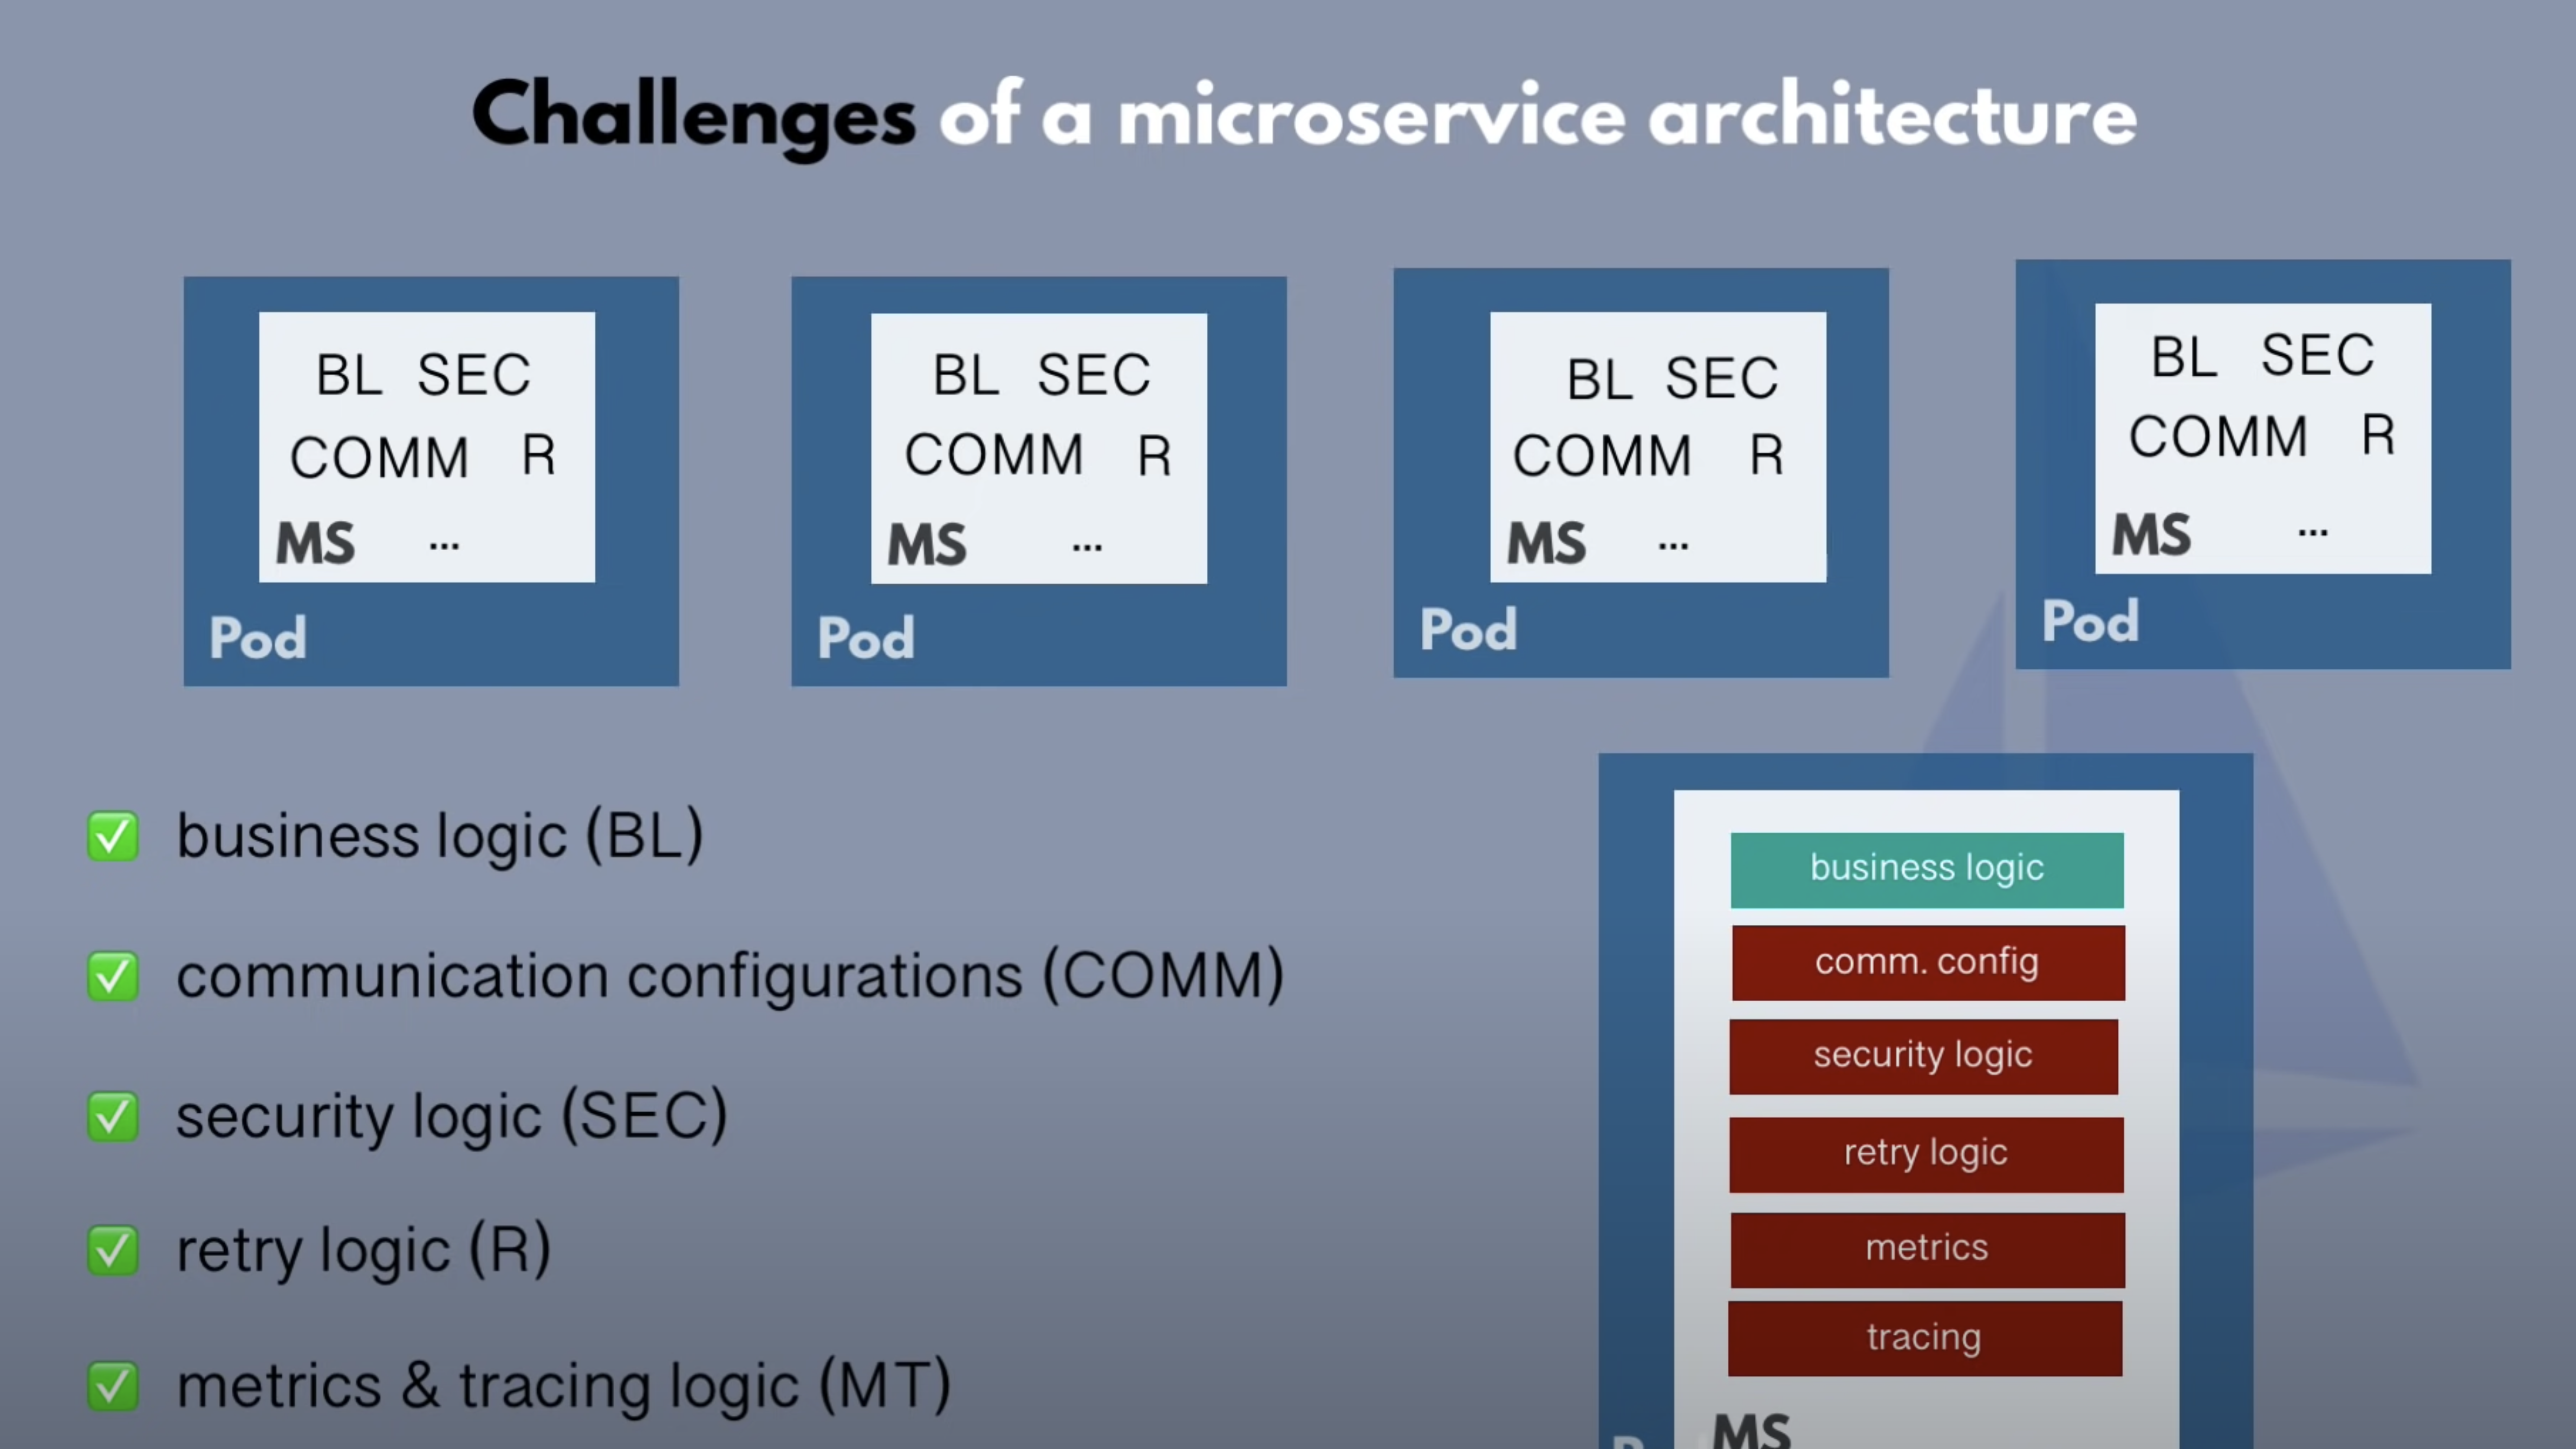 Challenges of a microservice architecture
BL SEC
COMM R
MS ...
Pod
BL SEC
COMM R
MS ...
Pod
BL SEC
COMM R
MS ...
Pod
BL SEC
COMM R
MS ...
Pod
✅ business logic (BL)
✅ communication configurations (COMM)
✅ security logic (SEC)
✅ retry logic (R)
✅ metrics & tracing logic (MT)
business logic
comm. config
security logic
retry logic
metrics
tracing
MS